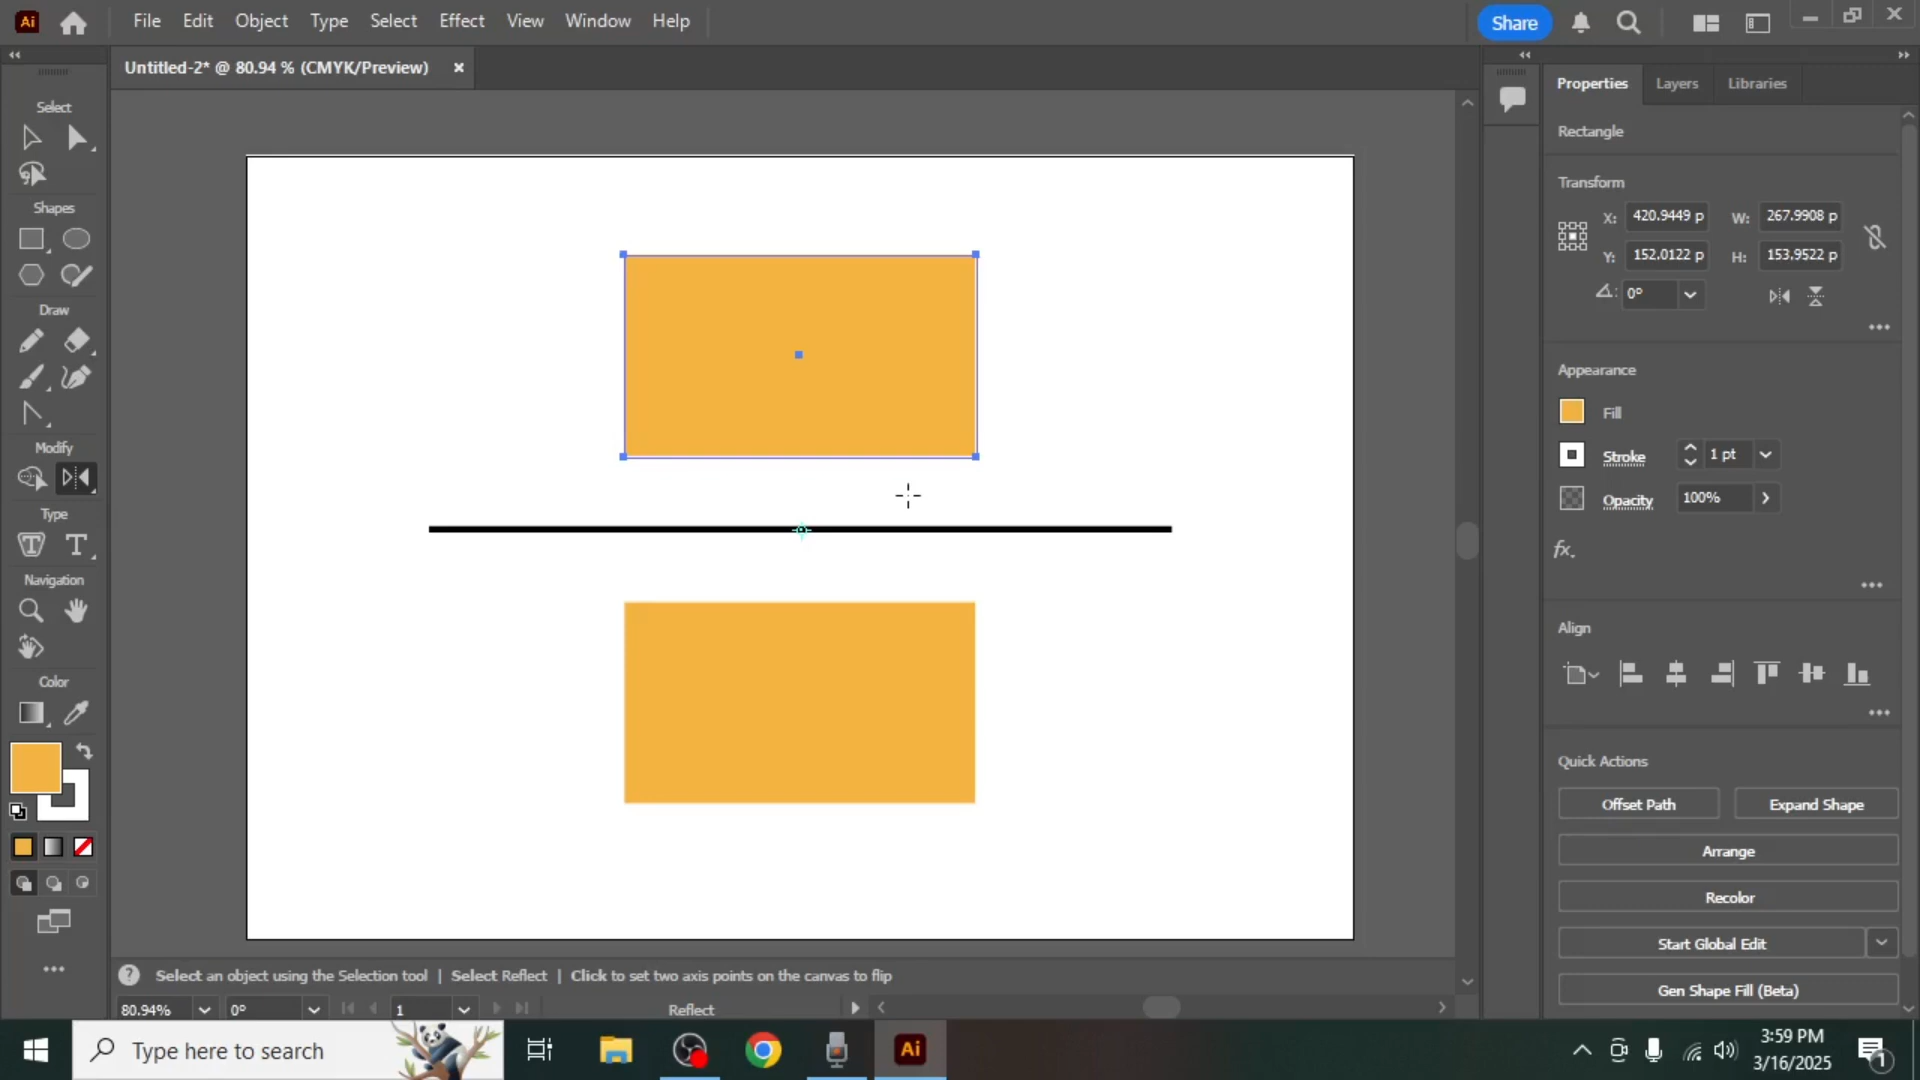 Ai File Edit Object Type Select Effect View Window Help Share
Untitled-2* @ 80.94 % (CMYK/Preview) ×
Select
Shapes
Draw
Modify
Type
Navigation
Color
Properties Layers Libraries
Rectangle
Transform
X: 420.9449 p W: 267.9908 p
Y: 152.0122 p H: 153.9522 p
0°
Appearance
Fill
Stroke 1 pt
Opacity 100%
fx.
Align
Quick Actions
Offset Path Expand Shape
Arrange
Recolor
Start Global Edit
Gen Shape Fill (Beta)
Select an object using the Selection tool | Select Reflect | Click to set two axis points on the canvas to flip
80.94% 0° 1 Reflect
Type here to search Ai
3:59 PM
3/16/2025
1